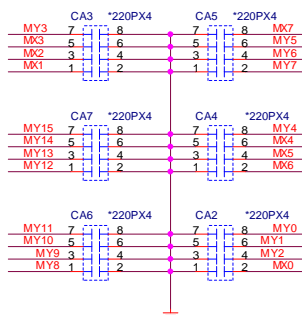 CA3 *220PX4 CA5 *220PX4
MY3 7 8 7 8 MX7
MX3 5 6 5 6 MY5
MX2 3 4 3 4 MY6
MX1 1 2 1 2 MY7
CA7 *220PX4 CA4 *220PX4
MY15 7 8 7 8 MY4
MY14 5 6 5 6 MX4
MY13 3 4 3 4 MX5
MY12 1 2 1 2 MX6
CA6 *220PX4 CA2 *220PX4
MY11 7 8 7 8 MY0
MY10 5 6 5 6 MY1
MY9 3 4 3 4 MY2
MY8 1 2 1 2 MX0